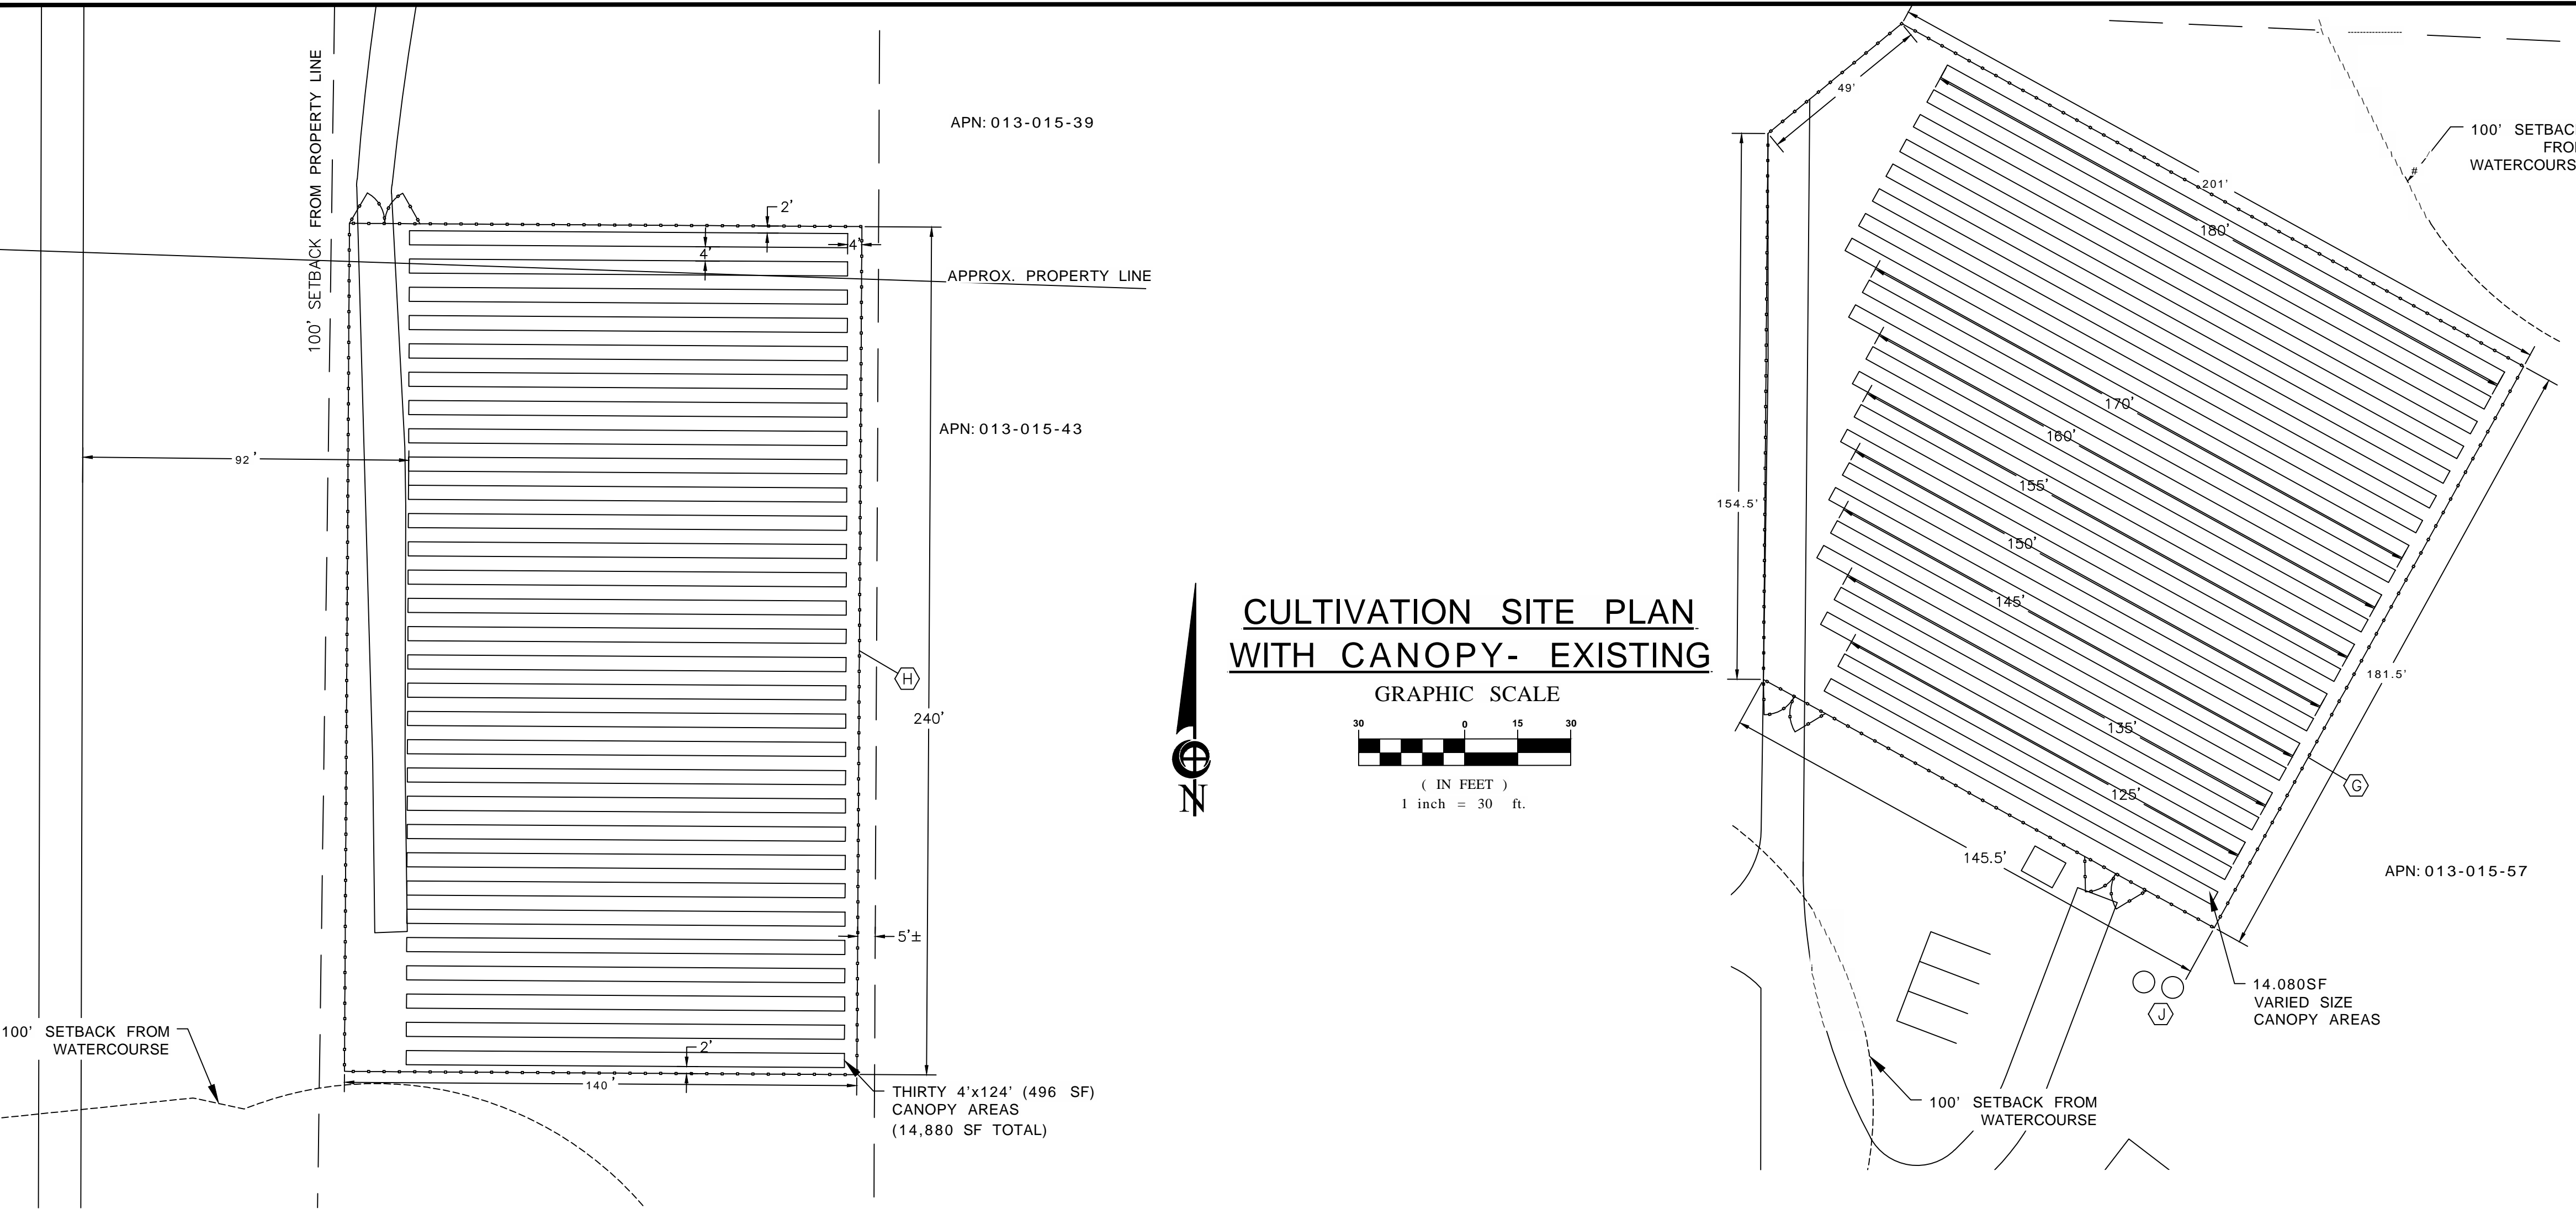 100' SETBACK FROM PROPERTY LINE
APN: 013-015-39
2'
4'
4'
APPROX. PROPERTY LINE
APN: 013-015-43
92'
H
240'
5'±
2'
140'
100' SETBACK FROM
WATERCOURSE
THIRTY 4'x124' (496 SF)
CANOPY AREAS
(14,880 SF TOTAL)
CULTIVATION SITE PLAN
WITH CANOPY- EXISTING
GRAPHIC SCALE
30 0 15 30
( IN FEET )
1 inch = 30 ft.
N
49'
201'
180'
100' SETBAC
FRO
WATERCOURS
#
170'
160'
155'
154.5'
150'
145'
181.5'
135'
125'
G
145.5'
APN: 013-015-57
14.080SF
VARIED SIZE
CANOPY AREAS
J
100' SETBACK FROM
WATERCOURSE